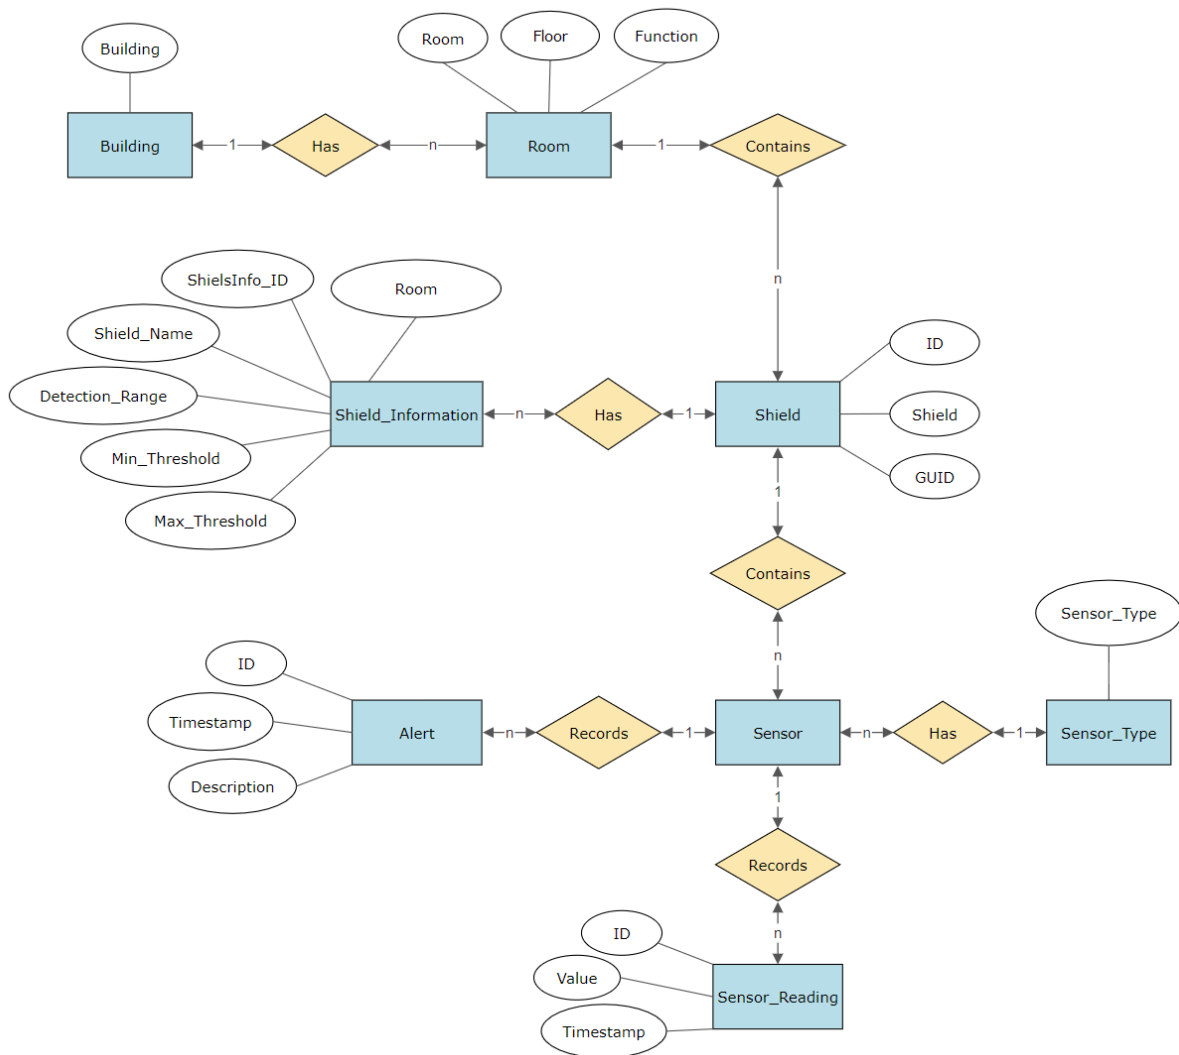 Building
Room
Floor
Function
Building
1
Has
n
Room
1
Contains
n
ShielsInfo_ID
Room
Shield_Name
Detection_Range
Min_Threshold
Max_Threshold
Shield_Information
n
Has
1
Shield
ID
Shield
GUID
1
Contains
n
Sensor_Type
ID
Timestamp
Description
Alert
n
Records
1
Sensor
n
Has
1
Sensor_Type
1
Records
n
ID
Value
Timestamp
Sensor_Reading